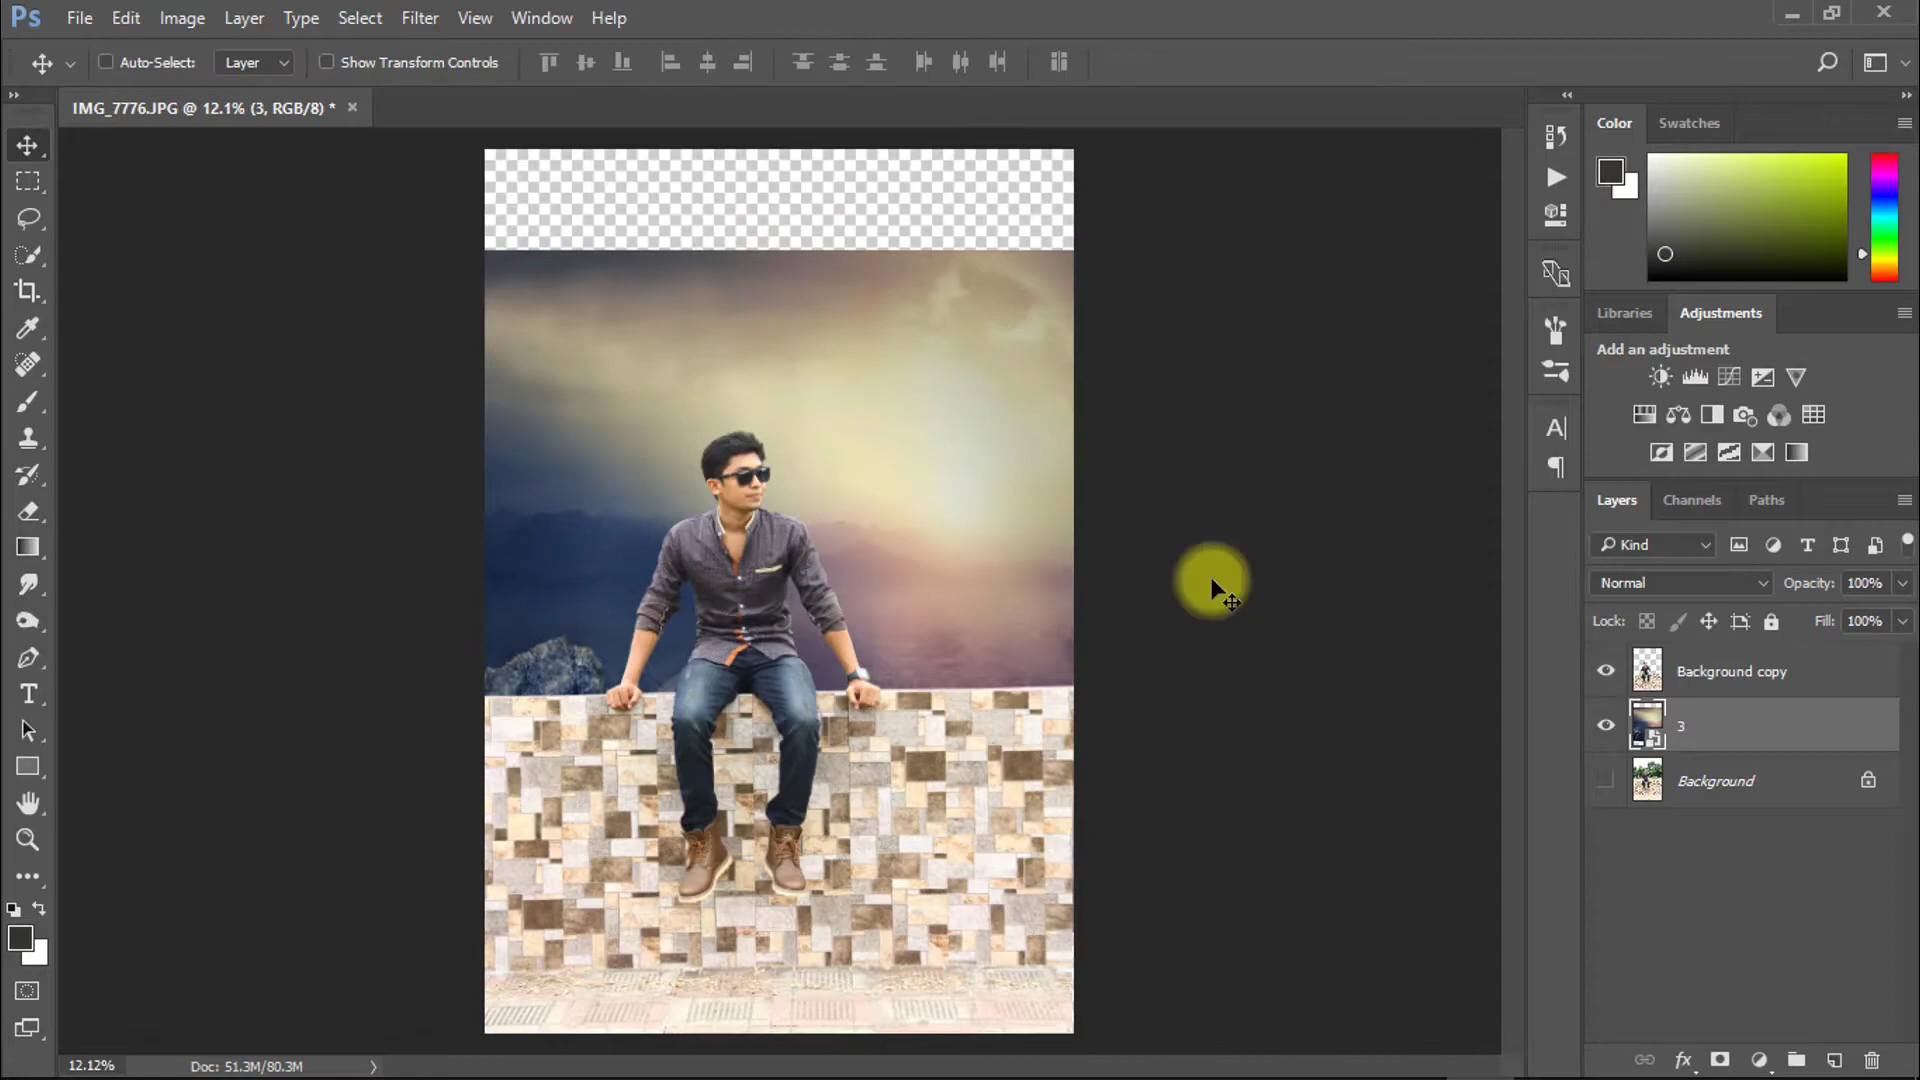 Ps File Edit Image Layer Type Select Filter View Window Help
Auto-Select: Layer Show Transform Controls
IMG_7776.JPG @ 12.1% (3, RGB/8) *
Color Swatches
Libraries Adjustments
Add an adjustment
Layers Channels Paths
Kind
Normal Opacity: 100%
Lock: Fill: 100%
Background copy
3
Background
fx
12.12% Doc: 51.3M/80.3M